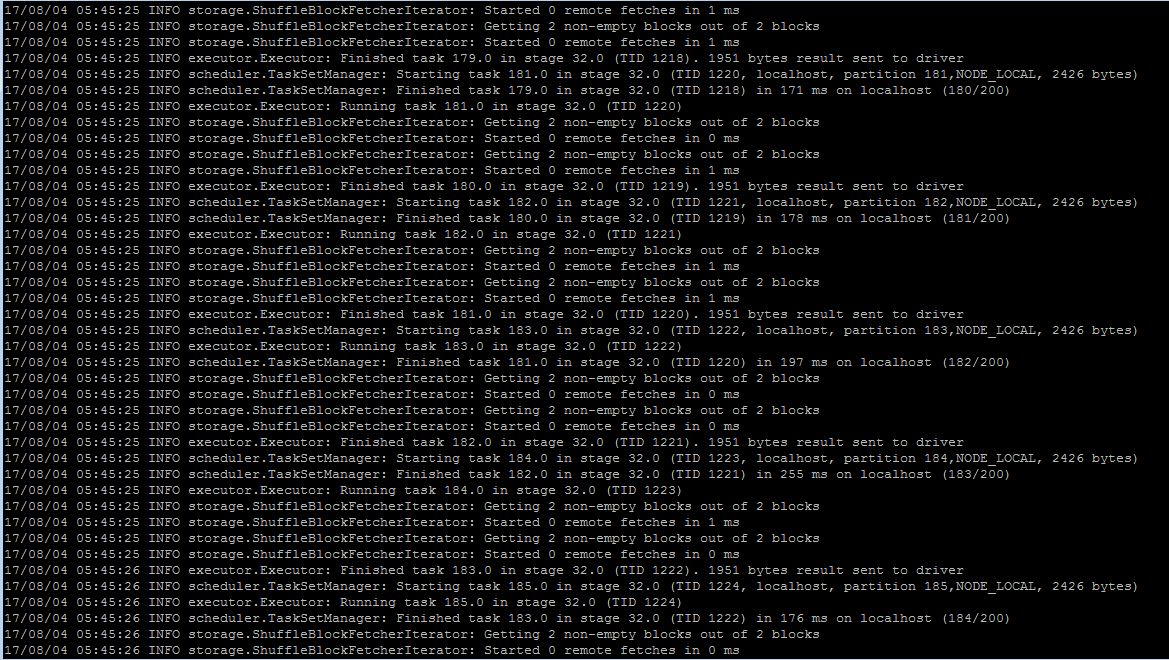 17/08/04 05:45:25 INFO storage.ShuffleBlockFetcherIterator: Started 0 remote fetches in 1 ms
17/08/04 05:45:25 INFO storage.ShuffleBlockFetcherIterator: Getting 2 non-empty blocks out of 2 blocks
17/08/04 05:45:25 INFO storage.ShuffleBlockFetcherIterator: Started 0 remote fetches in 1 ms
17/08/04 05:45:25 INFO executor.Executor: Finished task 179.0 in stage 32.0 (TID 1218). 1951 bytes result sent to driver
17/08/04 05:45:25 INFO scheduler.TaskSetManager: Starting task 181.0 in stage 32.0 (TID 1220, localhost, partition 181,NODE_LOCAL, 2426 bytes)
17/08/04 05:45:25 INFO scheduler.TaskSetManager: Finished task 179.0 in stage 32.0 (TID 1218) in 171 ms on localhost (180/200)
17/08/04 05:45:25 INFO executor.Executor: Running task 181.0 in stage 32.0 (TID 1220)
17/08/04 05:45:25 INFO storage.ShuffleBlockFetcherIterator: Getting 2 non-empty blocks out of 2 blocks
17/08/04 05:45:25 INFO storage.ShuffleBlockFetcherIterator: Started 0 remote fetches in 0 ms
17/08/04 05:45:25 INFO storage.ShuffleBlockFetcherIterator: Getting 2 non-empty blocks out of 2 blocks
17/08/04 05:45:25 INFO storage.ShuffleBlockFetcherIterator: Started 0 remote fetches in 1 ms
17/08/04 05:45:25 INFO executor.Executor: Finished task 180.0 in stage 32.0 (TID 1219). 1951 bytes result sent to driver
17/08/04 05:45:25 INFO scheduler.TaskSetManager: Starting task 182.0 in stage 32.0 (TID 1221, localhost, partition 182,NODE_LOCAL, 2426 bytes)
17/08/04 05:45:25 INFO scheduler.TaskSetManager: Finished task 180.0 in stage 32.0 (TID 1219) in 178 ms on localhost (181/200)
17/08/04 05:45:25 INFO executor.Executor: Running task 182.0 in stage 32.0 (TID 1221)
17/08/04 05:45:25 INFO storage.ShuffleBlockFetcherIterator: Getting 2 non-empty blocks out of 2 blocks
17/08/04 05:45:25 INFO storage.ShuffleBlockFetcherIterator: Started 0 remote fetches in 1 ms
17/08/04 05:45:25 INFO storage.ShuffleBlockFetcherIterator: Getting 2 non-empty blocks out of 2 blocks
17/08/04 05:45:25 INFO storage.ShuffleBlockFetcherIterator: Started 0 remote fetches in 1 ms
17/08/04 05:45:25 INFO executor.Executor: Finished task 181.0 in stage 32.0 (TID 1220). 1951 bytes result sent to driver
17/08/04 05:45:25 INFO scheduler.TaskSetManager: Starting task 183.0 in stage 32.0 (TID 1222, localhost, partition 183,NODE_LOCAL, 2426 bytes)
17/08/04 05:45:25 INFO executor.Executor: Running task 183.0 in stage 32.0 (TID 1222)
17/08/04 05:45:25 INFO scheduler.TaskSetManager: Finished task 181.0 in stage 32.0 (TID 1220) in 197 ms on localhost (182/200)
17/08/04 05:45:25 INFO storage.ShuffleBlockFetcherIterator: Getting 2 non-empty blocks out of 2 blocks
17/08/04 05:45:25 INFO storage.ShuffleBlockFetcherIterator: Started 0 remote fetches in 0 ms
17/08/04 05:45:25 INFO storage.ShuffleBlockFetcherIterator: Getting 2 non-empty blocks out of 2 blocks
17/08/04 05:45:25 INFO storage.ShuffleBlockFetcherIterator: Started 0 remote fetches in 0 ms
17/08/04 05:45:25 INFO executor.Executor: Finished task 182.0 in stage 32.0 (TID 1221). 1951 bytes result sent to driver
17/08/04 05:45:25 INFO scheduler.TaskSetManager: Starting task 184.0 in stage 32.0 (TID 1223, localhost, partition 184,NODE_LOCAL, 2426 bytes)
17/08/04 05:45:25 INFO scheduler.TaskSetManager: Finished task 182.0 in stage 32.0 (TID 1221) in 255 ms on localhost (183/200)
17/08/04 05:45:25 INFO executor.Executor: Running task 184.0 in stage 32.0 (TID 1223)
17/08/04 05:45:25 INFO storage.ShuffleBlockFetcherIterator: Getting 2 non-empty blocks out of 2 blocks
17/08/04 05:45:25 INFO storage.ShuffleBlockFetcherIterator: Started 0 remote fetches in 1 ms
17/08/04 05:45:25 INFO storage.ShuffleBlockFetcherIterator: Getting 2 non-empty blocks out of 2 blocks
17/08/04 05:45:25 INFO storage.ShuffleBlockFetcherIterator: Started 0 remote fetches in 0 ms
17/08/04 05:45:26 INFO executor.Executor: Finished task 183.0 in stage 32.0 (TID 1222). 1951 bytes result sent to driver
17/08/04 05:45:26 INFO scheduler.TaskSetManager: Starting task 185.0 in stage 32.0 (TID 1224, localhost, partition 185,NODE_LOCAL, 2426 bytes)
17/08/04 05:45:26 INFO executor.Executor: Running task 185.0 in stage 32.0 (TID 1224)
17/08/04 05:45:26 INFO scheduler.TaskSetManager: Finished task 183.0 in stage 32.0 (TID 1222) in 176 ms on localhost (184/200)
17/08/04 05:45:26 INFO storage.ShuffleBlockFetcherIterator: Getting 2 non-empty blocks out of 2 blocks
17/08/04 05:45:26 INFO storage.ShuffleBlockFetcherIterator: Started 0 remote fetches in 0 ms